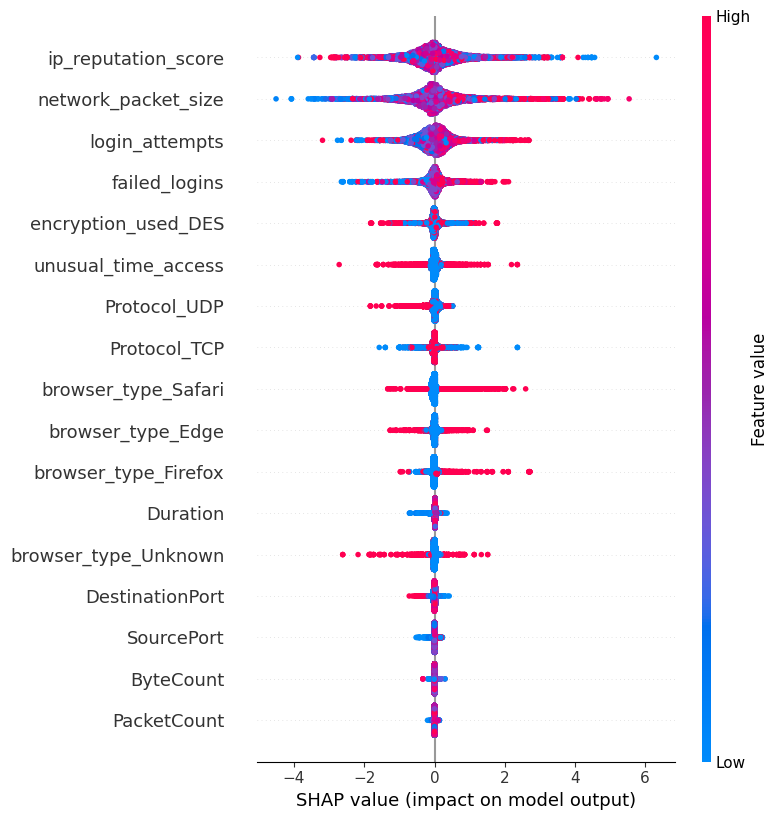 High
ip_reputation_score
network_packet_size
login_attempts
failed_logins
encryption_used_DES
unusual_time_access
Protocol_UDP
Protocol_TCP
browser_type_Safari
browser_type_Edge
browser_type_Firefox
Duration
browser_type_Unknown
DestinationPort
SourcePort
ByteCount
PacketCount
Feature value
Low
−4 −2 0 2 4 6
SHAP value (impact on model output)